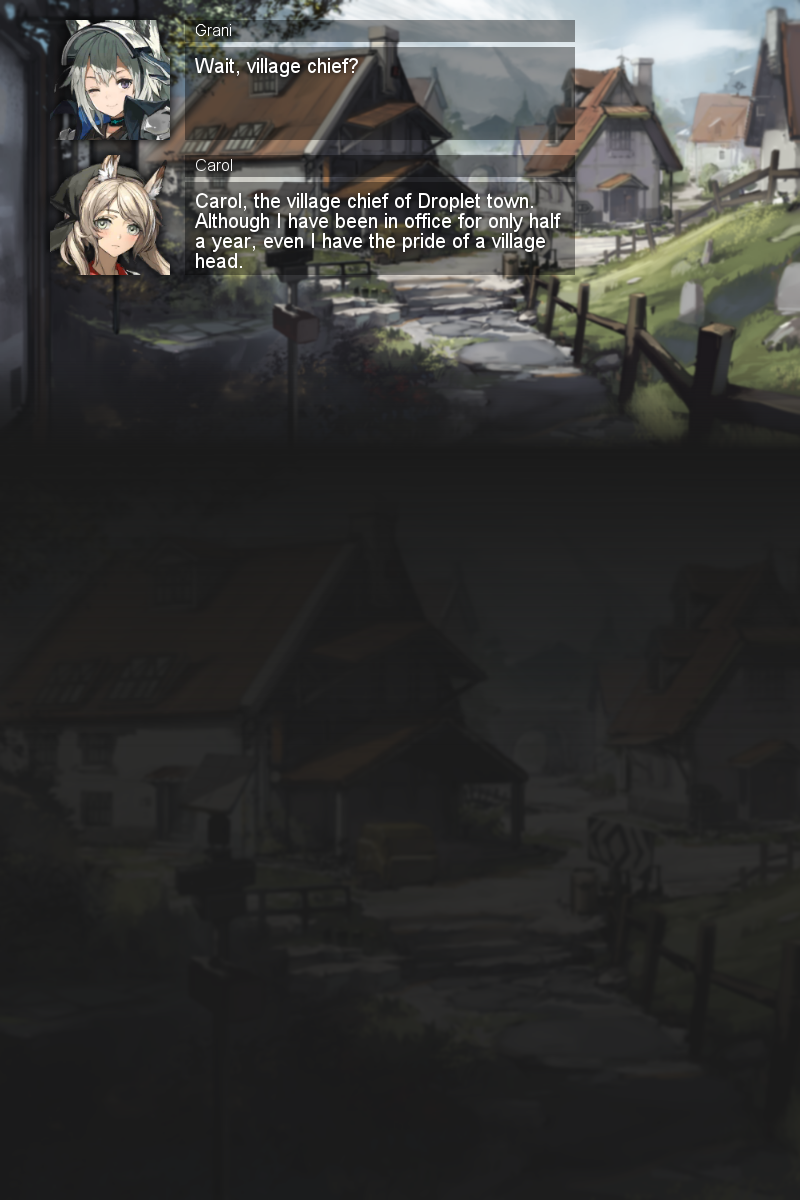 Grani
Wait, village chief?
Carol
Carol, the village chief of Droplet town.
Although I have been in office for only half
a year, even I have the pride of a village
head.